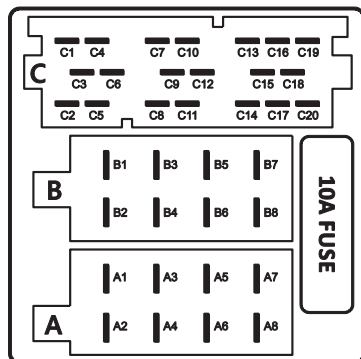 C1 C4 C7 C10 C13 C16 C19
C
C3 C6 C9 C12 C15 C18
C2 C5 C8 C11 C14 C17 C20
B1 B3 B5 B7
B
B2 B4 B6 B8
10A FUSE
A1 A3 A5 A7
A
A2 A4 A6 A8